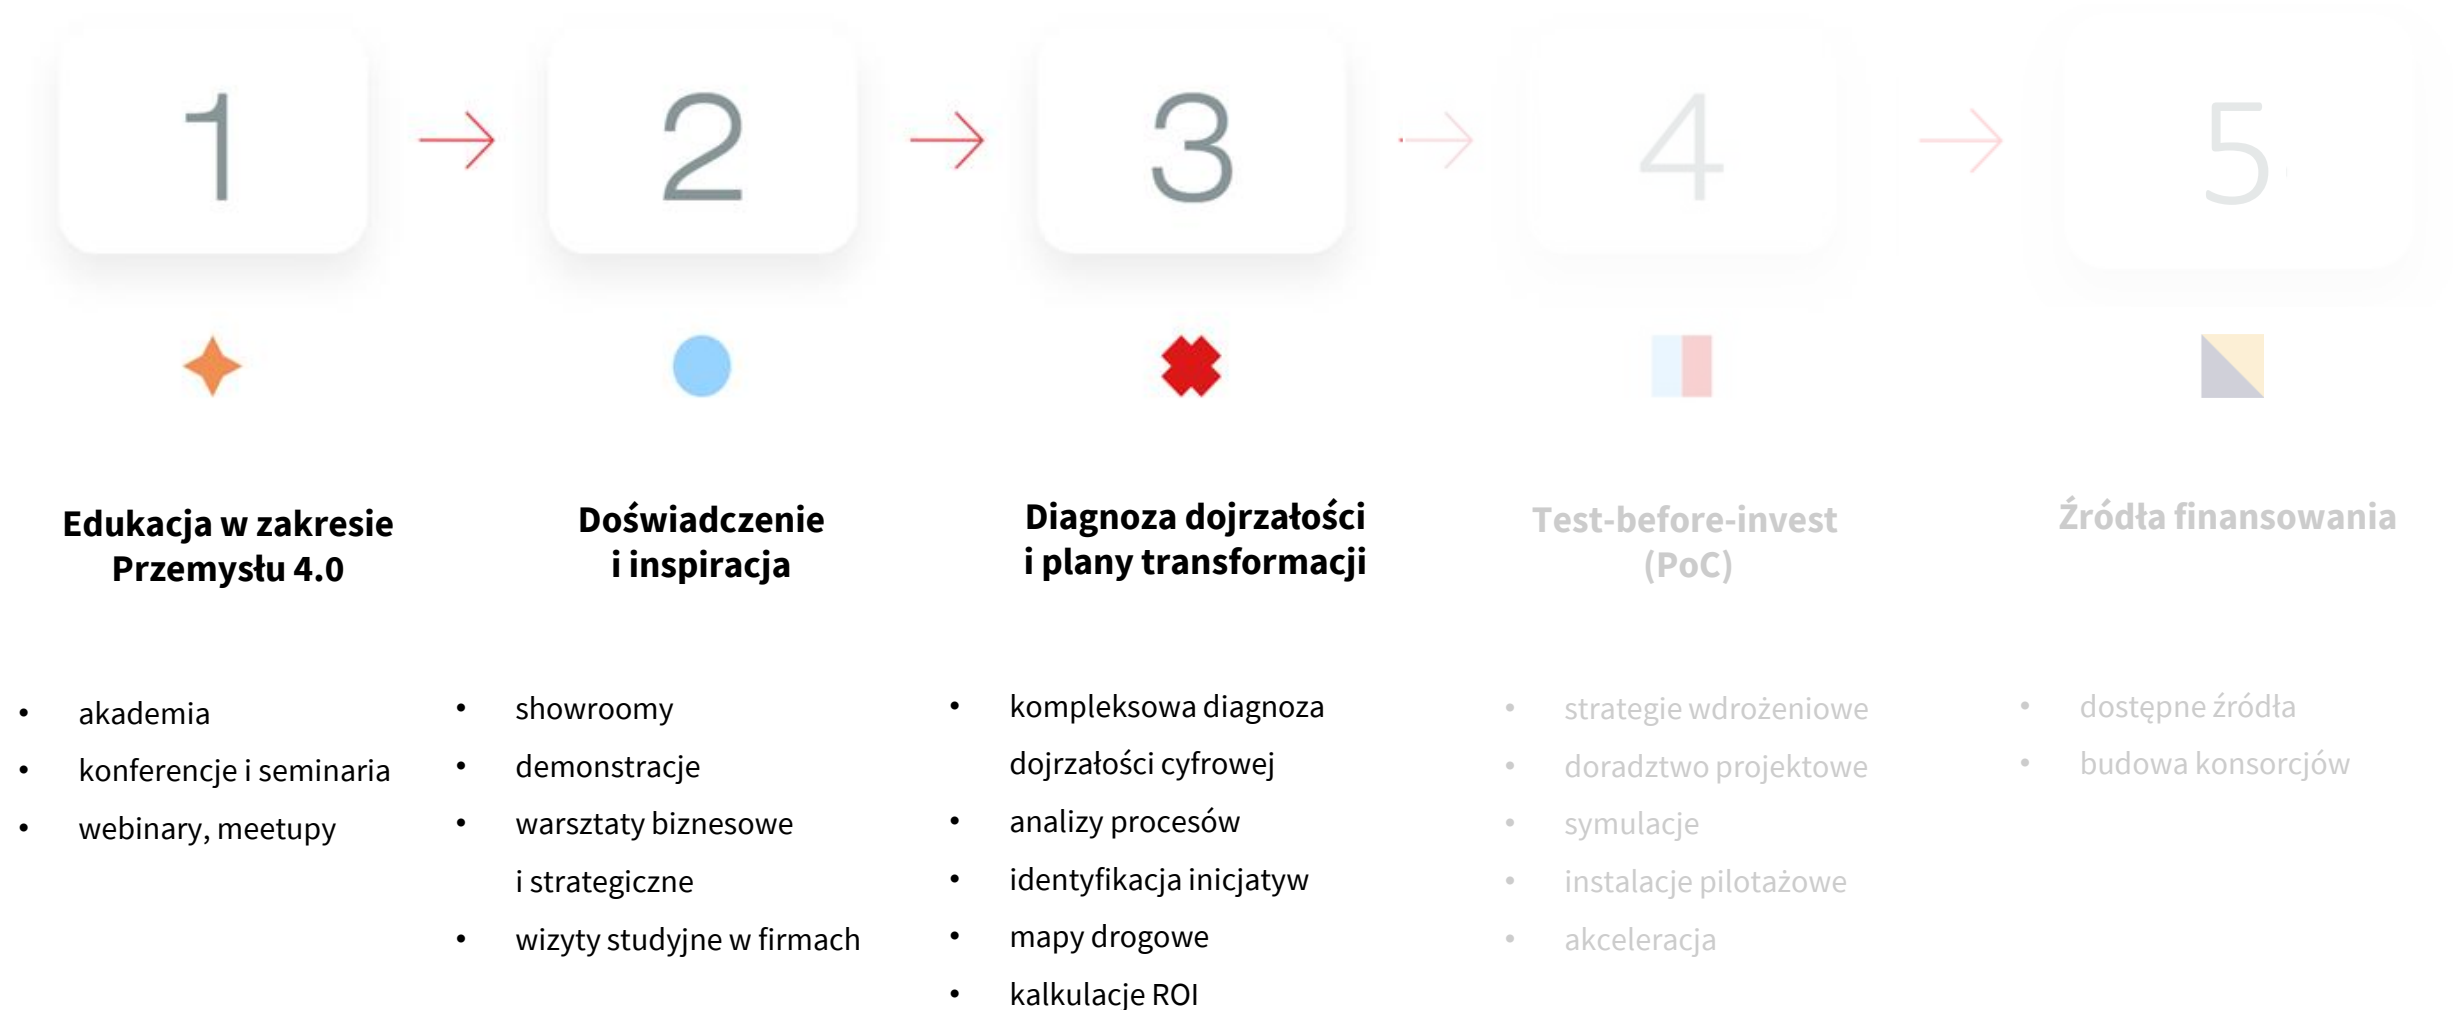 1
2
3
4
5
Edukacja w zakresie
Przemysłu 4.0
Doświadczenie
i inspiracja
Diagnoza dojrzałości
i plany transformacji
Test-before-invest
(PoC)
Źródła finansowania
• akademia
• konferencje i seminaria
• webinary, meetupy
• showroomy
• demonstracje
• warsztaty biznesowe
i strategiczne
• wizyty studyjne w firmach
• kompleksowa diagnoza
dojrzałości cyfrowej
• analizy procesów
• identyfikacja inicjatyw
• mapy drogowe
• kalkulacje ROI
• strategie wdrożeniowe
• doradztwo projektowe
• symulacje
• instalacje pilotażowe
• akceleracja
• dostępne źródła
• budowa konsorcjów